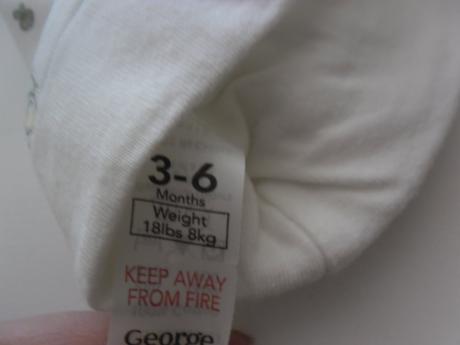 3-6
Months
Weight
18lbs 8kg
KEEP AWAY
FROM FIRE
George